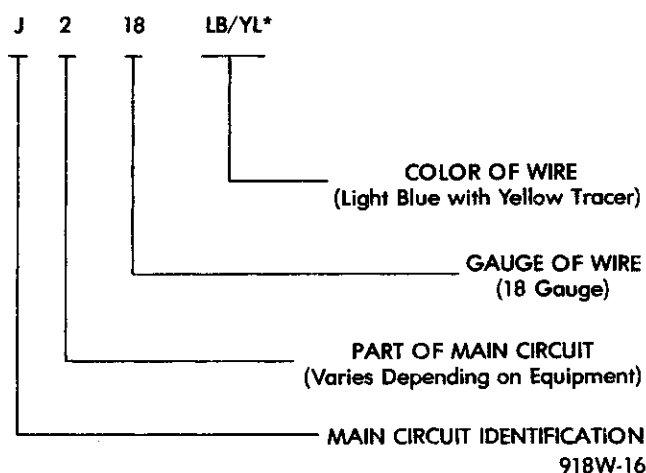 J 2 18 LB/YL*
COLOR OF WIRE
(Light Blue with Yellow Tracer)
GAUGE OF WIRE
(18 Gauge)
PART OF MAIN CIRCUIT
(Varies Depending on Equipment)
MAIN CIRCUIT IDENTIFICATION
918W-16